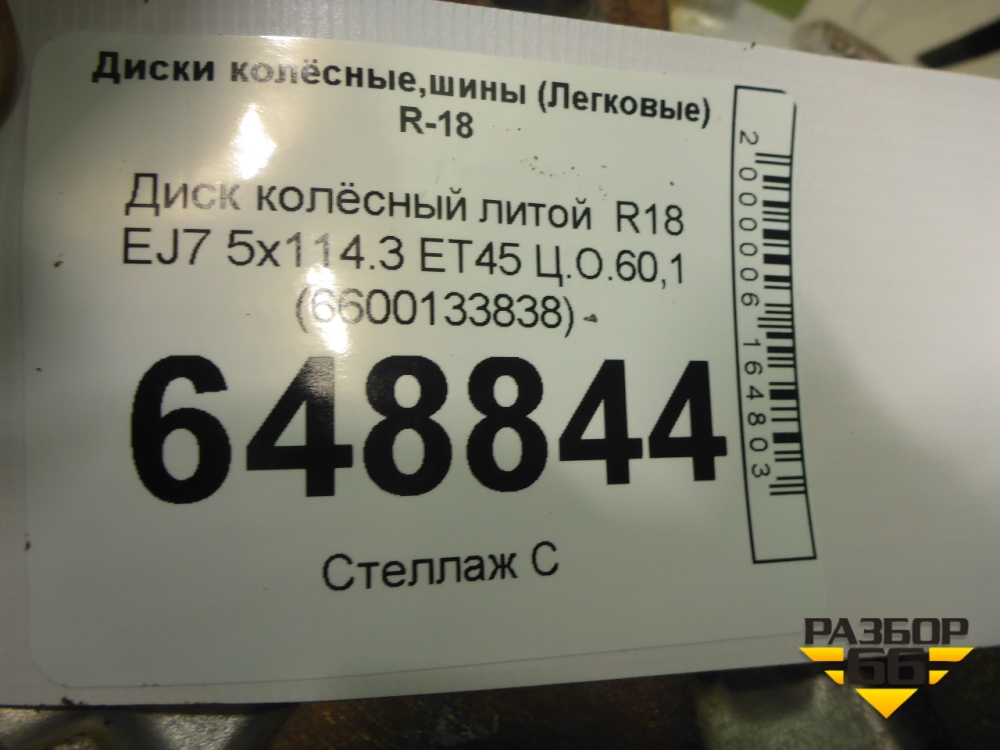 Диски колёсные,шины (Легковые)
R-18
Диск колёсный литой R18
EJ7 5x114.3 ET45 Ц.О.60,1
(6600133838) -
648844
Стеллаж С
2000006164803
РАЗБОР
66